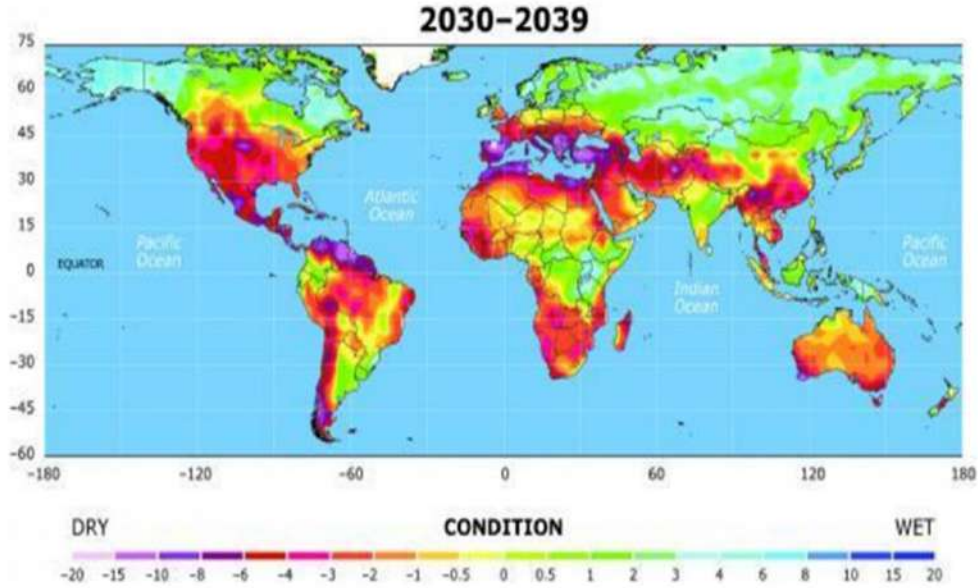 2030–2039
75
60
45
30
15
0
−15
−30
−45
−60
Atlantic
Ocean
Pacific
Ocean
EQUATOR
Indian
Ocean
Pacific
Ocean
−180 −120 −60 0 60 120 180
DRY CONDITION WET
−20 −15 −10 −8 −6 −4 −3 −2 −1 −0.5 0 0.5 1 2 3 4 6 8 10 15 20